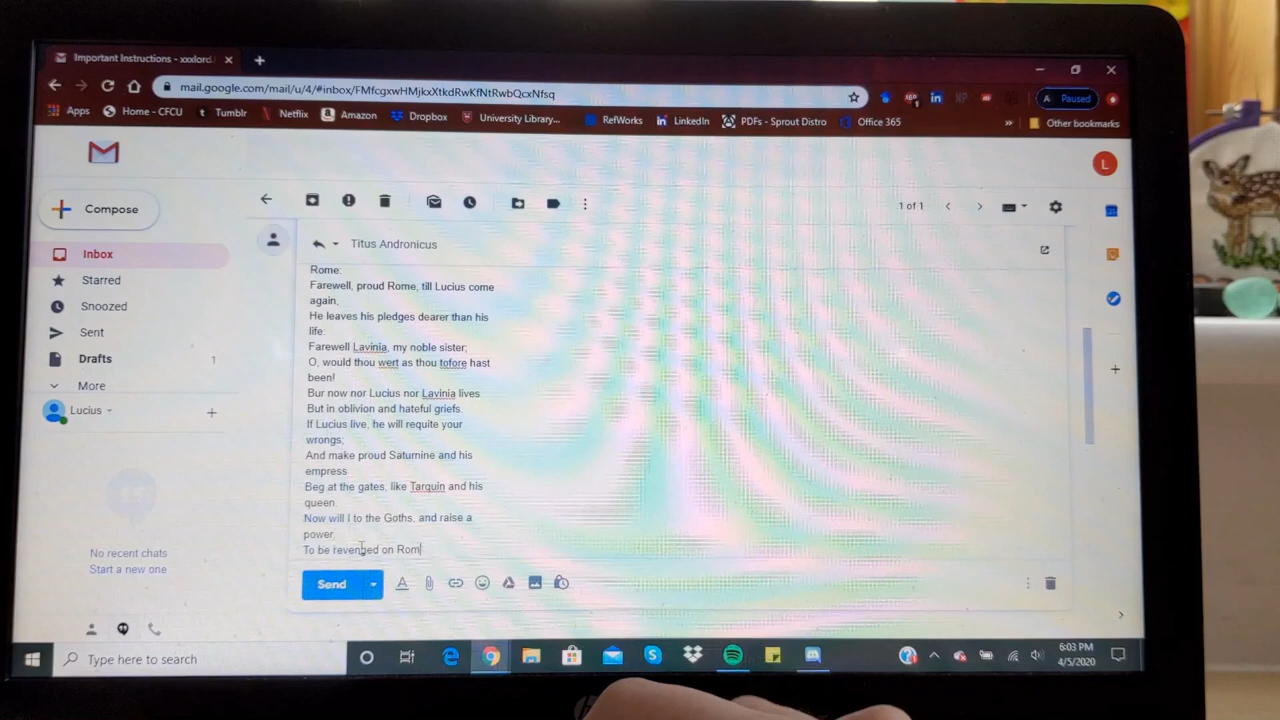 Important Instructions - xxxlord.
mail.google.com/mail/u/4/#inbox/FMfcgxwHMjkxXtkdRwKfNtRwbQcxNfsq
Paused
Apps Home - CFCU Tumblr Netflix Amazon Dropbox University Library... RefWorks LinkedIn PDFs - Sprout Distro Office 365 » Other bookmarks
L
Compose
1 of 1
Inbox
Starred
Snoozed
Sent
Drafts 1
More
Lucius
No recent chats
Start a new one
Titus Andronicus
Rome:
Farewell, proud Rome, till Lucius come
again,
He leaves his pledges dearer than his
life:
Farewell Lavinia, my noble sister;
O, would thou wert as thou tofore hast
been!
Bur now nor Lucius nor Lavinia lives
But in oblivion and hateful griefs.
If Lucius live, he will requite your
wrongs;
And make proud Saturnine and his
empress
Beg at the gates, like Tarquin and his
queen.
Now will I to the Goths, and raise a
power,
To be revenged on Rom
Send
Type here to search
6:03 PM
4/5/2020